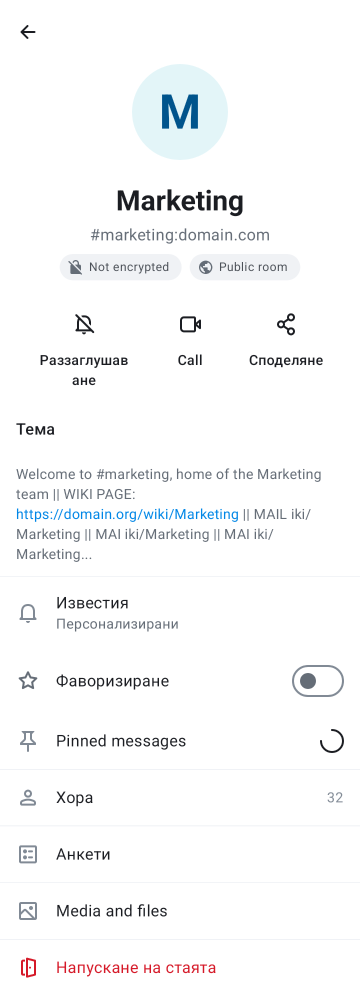 M
Marketing
#marketing:domain.com
Not encrypted
Public room
Раззаглушав
ане
Call
Споделяне
Тема
Welcome to #marketing, home of the Marketing
team || WIKI PAGE:
https://domain.org/wiki/Marketing || MAIL iki/
Marketing || MAI iki/Marketing || MAI iki/
Marketing...
Известия
Персонализирани
Фаворизиране
Pinned messages
Хора
32
Анкети
Media and files
Напускане на стаята